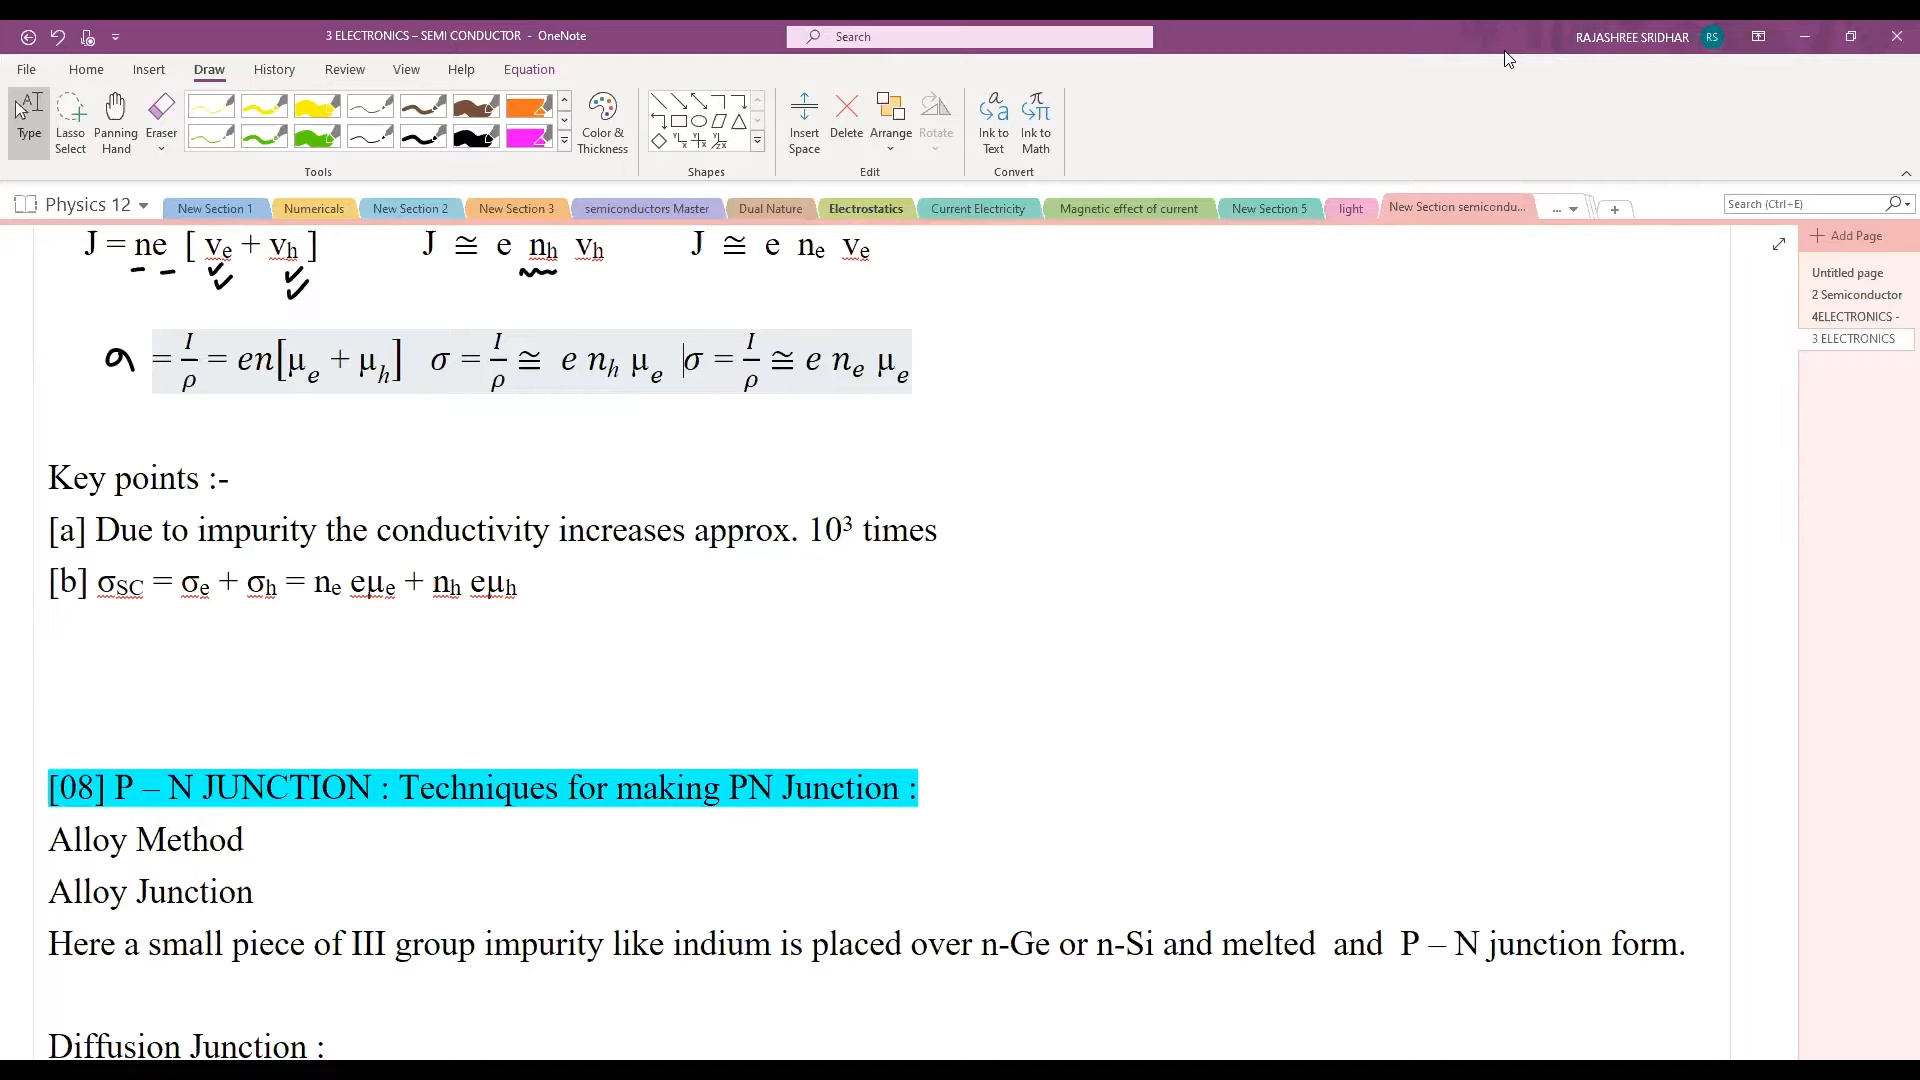 3 ELECTRONICS – SEMI CONDUCTOR - OneNote
Search
RAJASHREE SRIDHAR RS
File Home Insert Draw History Review View Help Equation
Type
Lasso Select
Panning Hand
Eraser
Color & Thickness
Insert Space
Delete
Arrange
Rotate
Ink to Text
Ink to Math
Tools Shapes Edit Convert
Physics 12
New Section 1 Numericals New Section 2 New Section 3 semiconductors Master Dual Nature Electrostatics Current Electricity Magnetic effect of current New Section 5 light New Section semicondu... ...
Search (Ctrl+E)
Add Page
Untitled page
2 Semiconductor
4ELECTRONICS -
3 ELECTRONICS
J = ne [ vₑ + vₕ ] J ≅ e nₕ vₕ J ≅ e nₑ vₑ
σ = I/ρ = en[μₑ + μₕ] σ = I/ρ ≅ e nₕ μₑ σ = I/ρ ≅ e nₑ μₑ
Key points :-
[a] Due to impurity the conductivity increases approx. 10³ times
[b] σSC = σₑ + σₕ = nₑ eμₑ + nₕ eμₕ
[08] P – N JUNCTION : Techniques for making PN Junction :
Alloy Method
Alloy Junction
Here a small piece of III group impurity like indium is placed over n-Ge or n-Si and melted and P – N junction form.
Diffusion Junction :